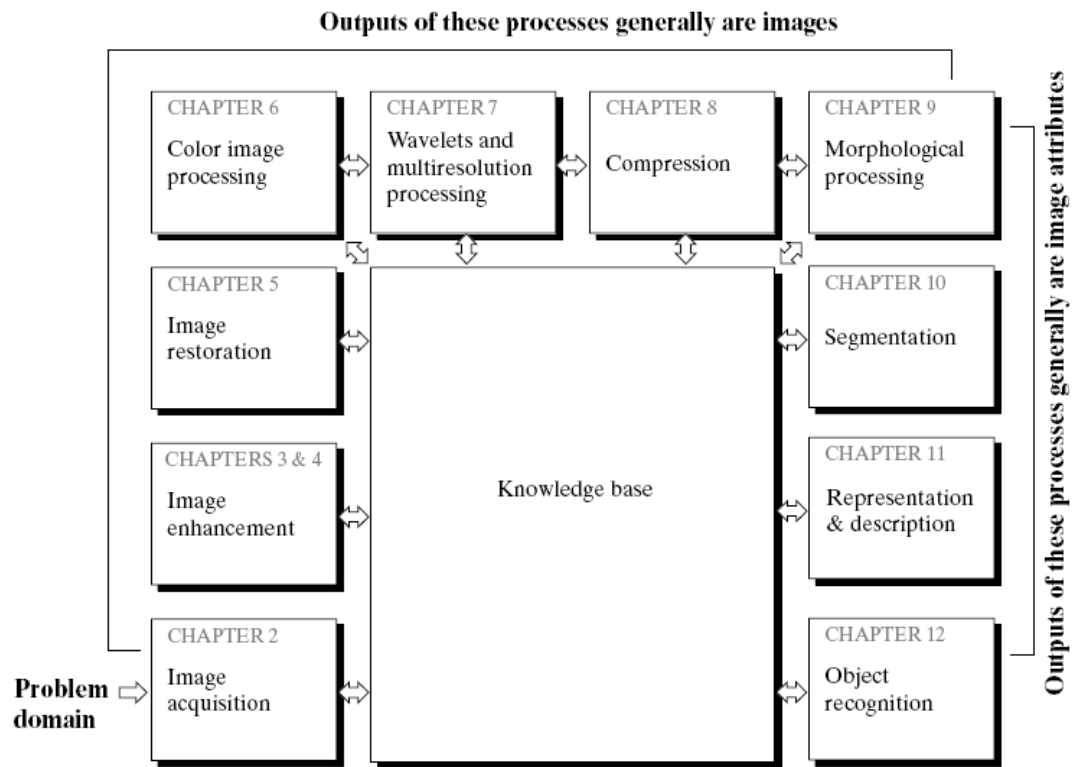 Outputs of these processes generally are images
CHAPTER 6
Color image
processing
CHAPTER 7
Wavelets and
multiresolution
processing
CHAPTER 8
Compression
CHAPTER 9
Morphological
processing
CHAPTER 5
Image
restoration
CHAPTERS 3 & 4
Image
enhancement
CHAPTER 2
Image
acquisition
Problem
domain
Knowledge base
CHAPTER 10
Segmentation
CHAPTER 11
Representation
& description
CHAPTER 12
Object
recognition
Outputs of these processes generally are image attributes